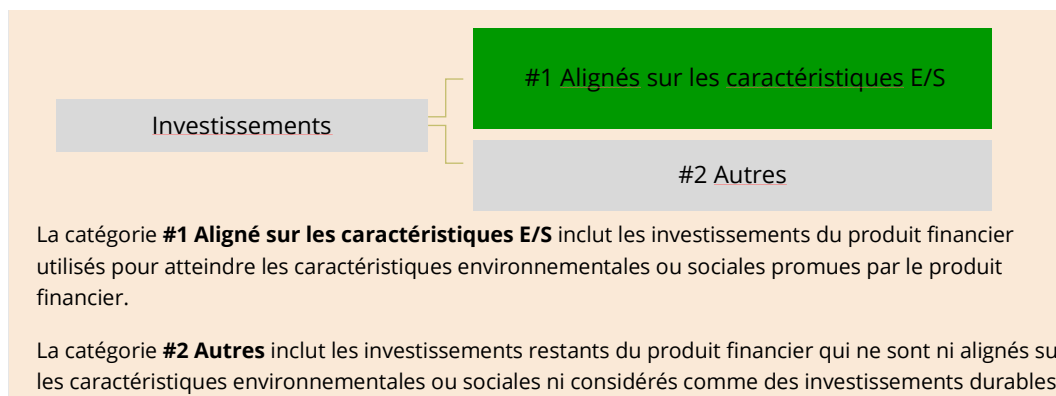 #1 Alignés sur les caractéristiques E/S
Investissements
#2 Autres
La catégorie #1 Aligné sur les caractéristiques E/S inclut les investissements du produit financier
utilisés pour atteindre les caractéristiques environnementales ou sociales promues par le produit
financier.
La catégorie #2 Autres inclut les investissements restants du produit financier qui ne sont ni alignés su
les caractéristiques environnementales ou sociales ni considérés comme des investissements durables